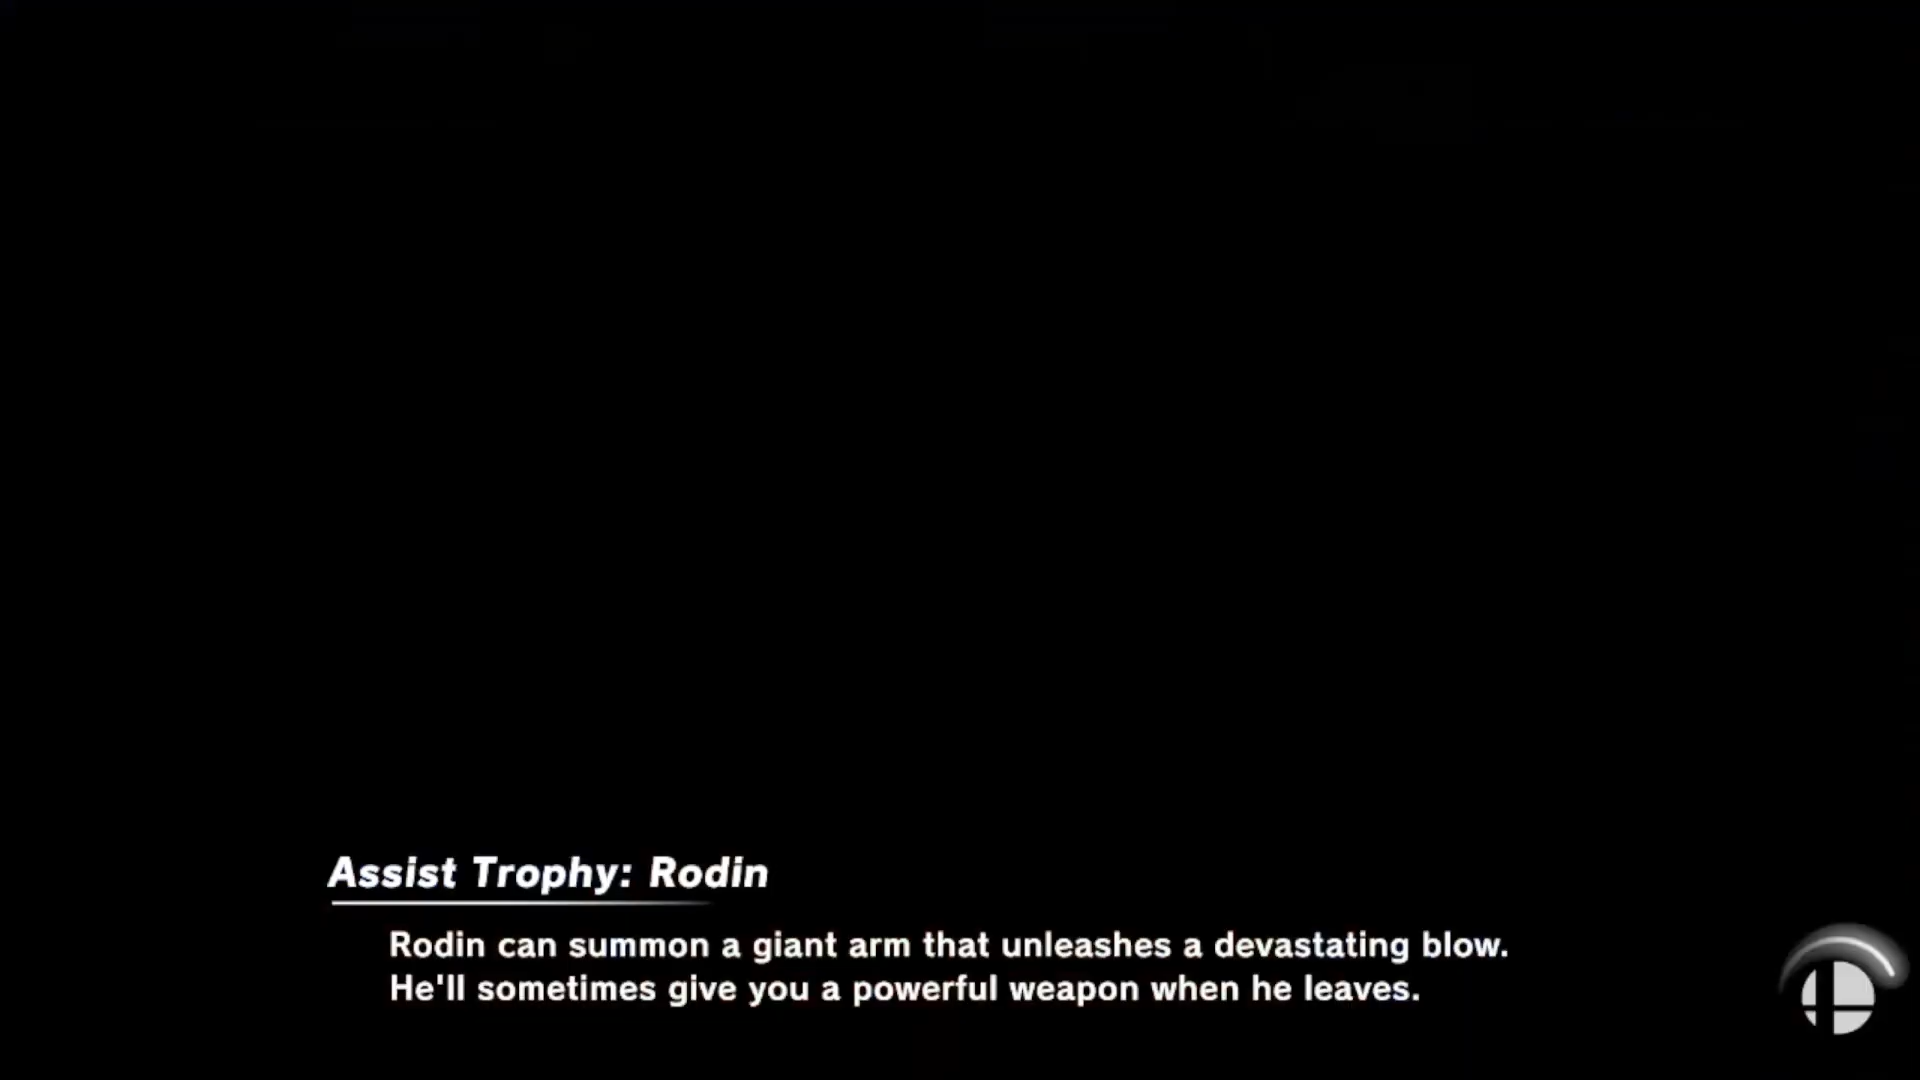 Assist Trophy: Rodin
Rodin can summon a giant arm that unleashes a devastating blow.
He'll sometimes give you a powerful weapon when he leaves.